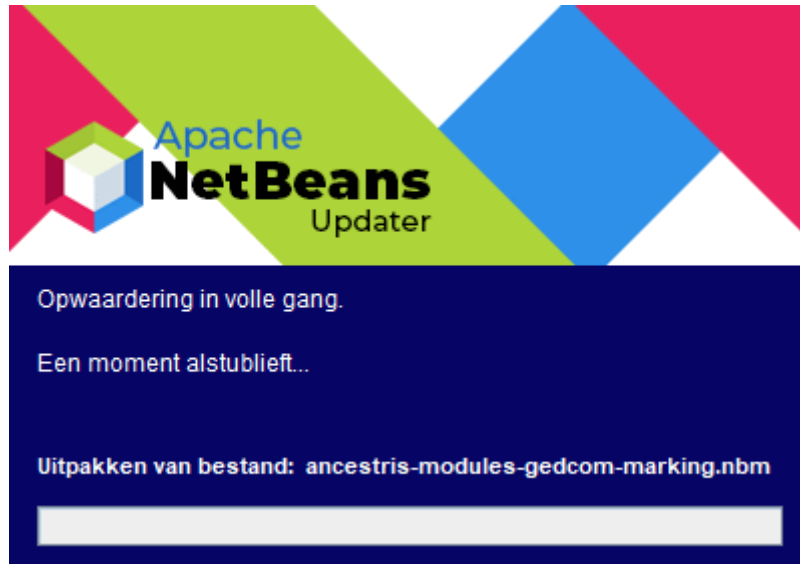 Apache
NetBeans
Updater
Opwaardering in volle gang.
Een moment alstublieft...
Uitpakken van bestand: ancestris-modules-gedcom-marking.nbm